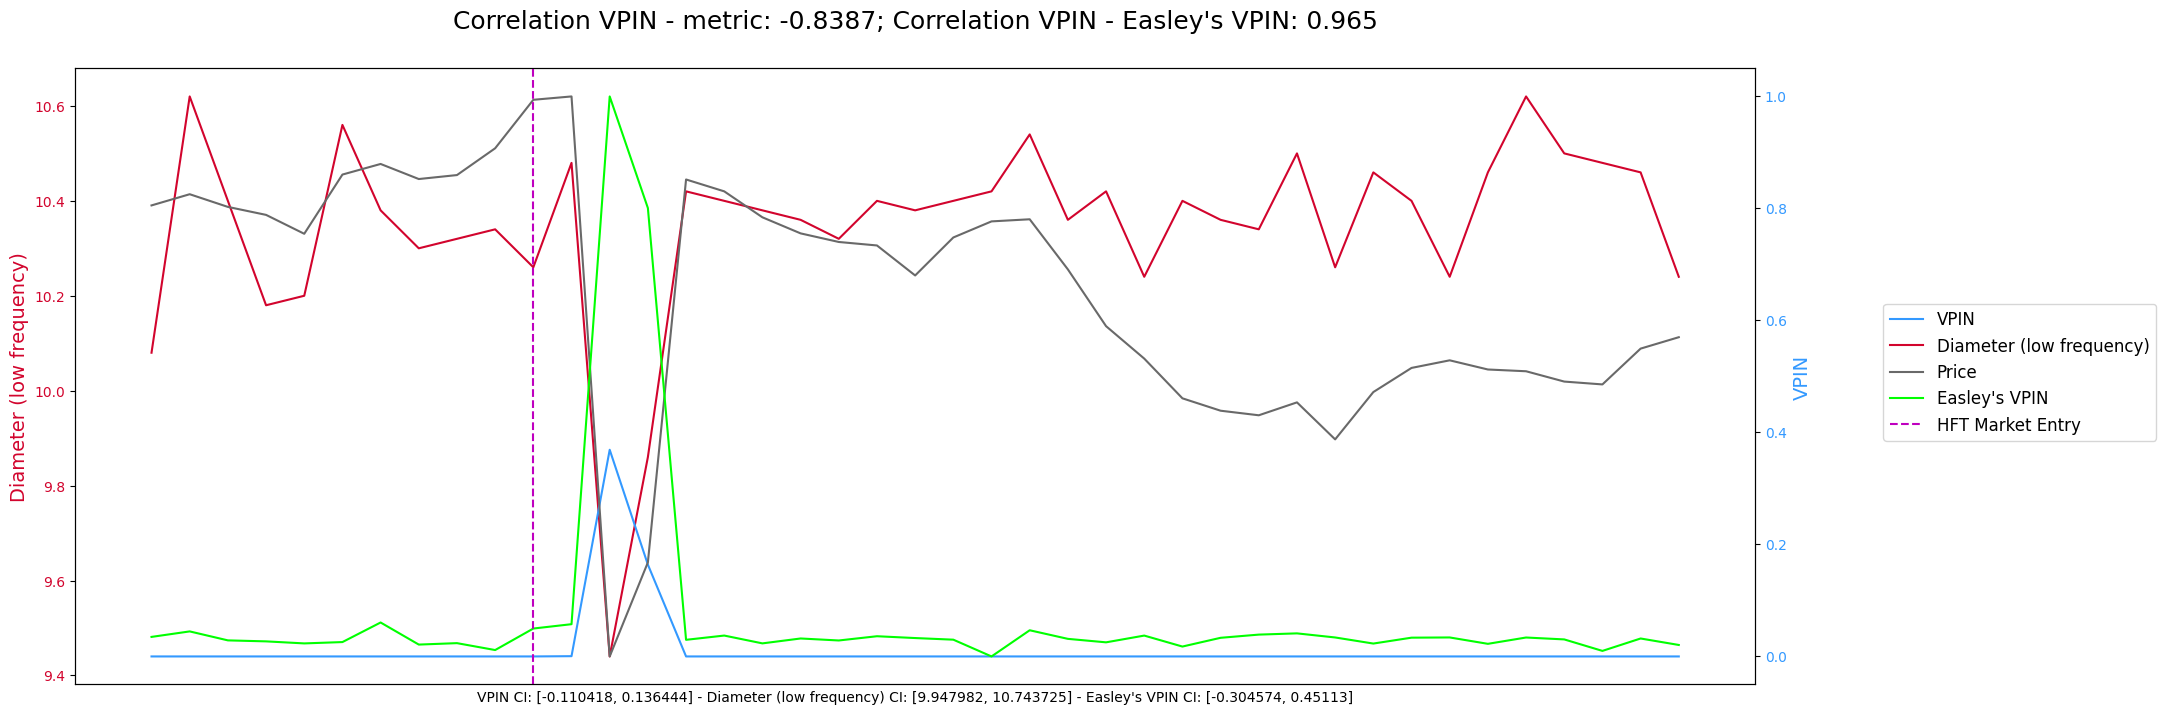 Correlation VPIN - metric: -0.8387; Correlation VPIN - Easley's VPIN: 0.965
Diameter (low frequency)
10.6
10.4
10.2
10.0
9.8
9.6
9.4
1.0
0.8
0.6
0.4
0.2
0.0
VPIN
VPIN
Diameter (low frequency)
Price
Easley's VPIN
HFT Market Entry
VPIN CI: [-0.110418, 0.136444] - Diameter (low frequency) CI: [9.947982, 10.743725] - Easley's VPIN CI: [-0.304574, 0.45113]